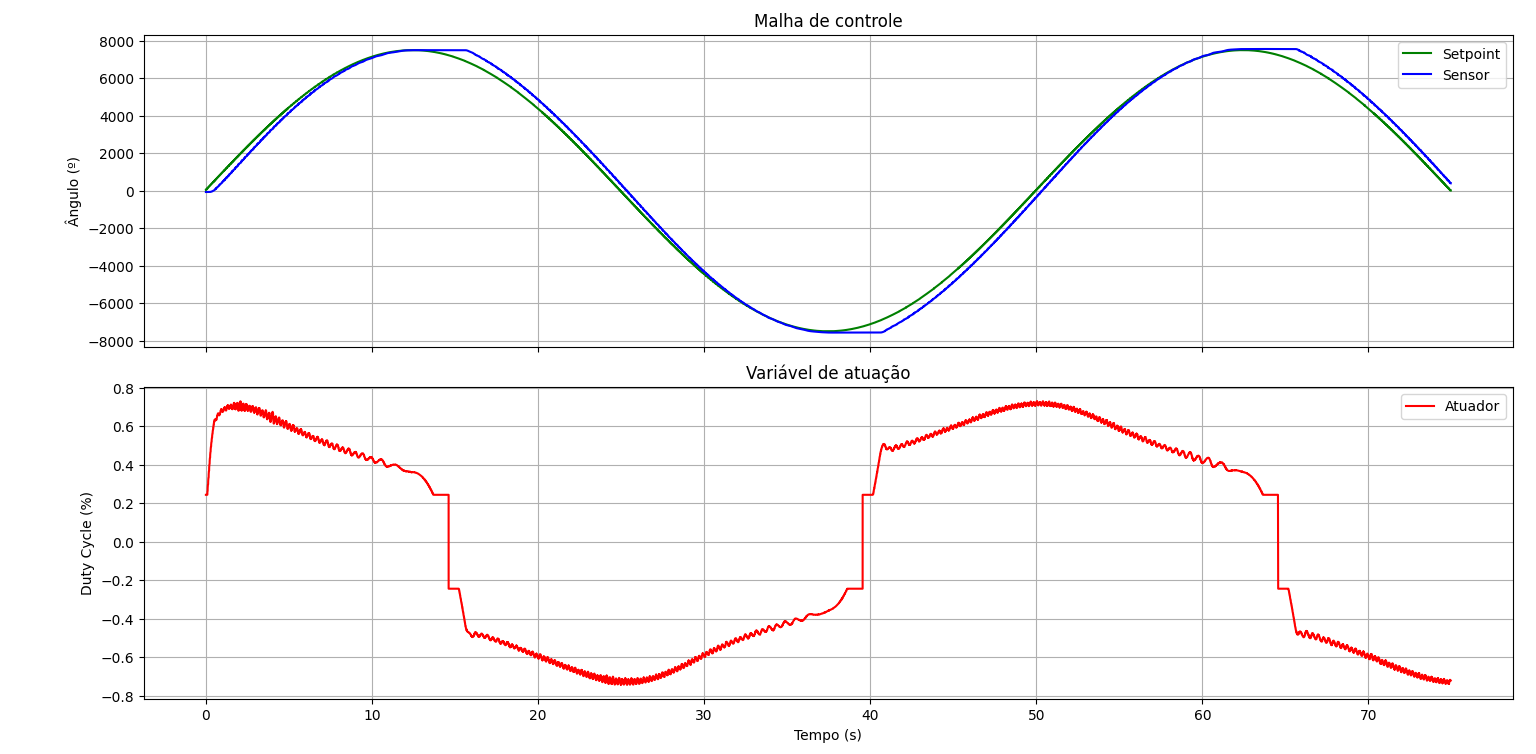 Malha de controle
8000
6000
4000
2000
0
−2000
−4000
−6000
−8000
Ângulo (º)
Setpoint
Sensor
Variável de atuação
0.8
0.6
0.4
0.2
0.0
−0.2
−0.4
−0.6
−0.8
Duty Cycle (%)
Atuador
0 10 20 30 40 50 60 70
Tempo (s)